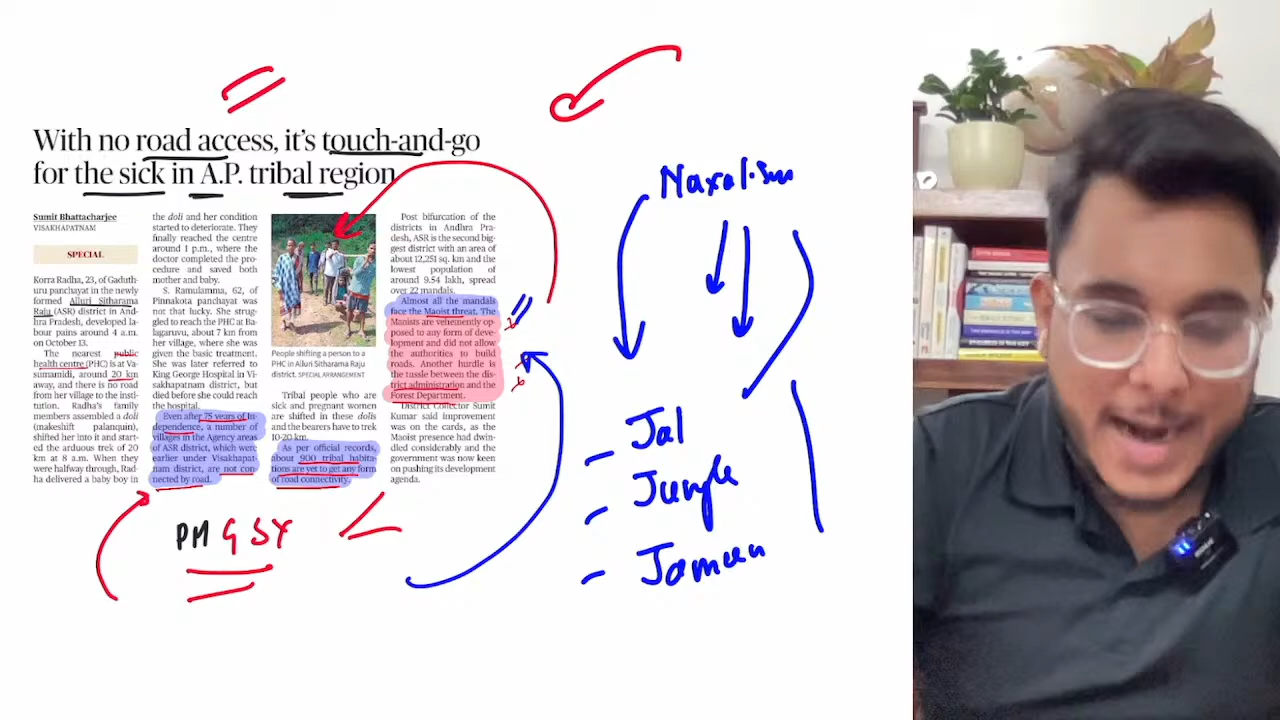 With no road access, it's touch-and-go
for the sick in A.P. tribal region
Sumit Bhattacharjee
VISAKHAPATNAM
SPECIAL
Korra Radha, 23, of Gaduth-
uru panchayat in the newly
formed Alluri Sitharama
Raju (ASR) district in And-
hra Pradesh, developed la-
bour pains around 4 a.m.
on October 13.
The nearest public
health centre (PHC) is at Va-
sumamidi, around 20 km
away, and there is no road
from her village to the insti-
tution. Radha's family
members assembled a doli
(makeshift palanquin),
shifted her into it and start-
ed the arduous trek of 20
km at 8 a.m. When they
were halfway through, Rad-
ha delivered a baby boy in
the doli and her condition
started to deteriorate. They
finally reached the centre
around 1 p.m., where the
doctor completed the pro-
cedure and saved both
mother and baby.
S. Ramulamma, 62, of
Pinnakota panchayat was
not that lucky. She strug-
gled to reach the PHC at Ba-
lagaruvu, about 7 km from
her village, where she was
given the basic treatment.
She was later referred to
King George Hospital in Vi-
sakhapatnam district, but
died before she could reach
the hospital.
Even after 75 years of In-
dependence, a number of
villages in the Agency areas
of ASR district, which were
earlier under Visakhapat-
nam district, are not con-
nected by road.
People shifting a person to a
PHC in Alluri Sitharama Raju
district. SPECIAL ARRANGEMENT
Tribal people who are
sick and pregnant women
are shifted in these dolis
and the bearers have to trek
10-20 km.
As per official records,
about 900 tribal habita-
tions are yet to get any form
of road connectivity.
Post bifurcation of the
districts in Andhra Pra-
desh, ASR is the second big-
gest district with an area of
about 12,251 sq. km and the
lowest population of
around 9.54 lakh, spread
over 22 mandals.
Almost all the mandals
face the Maoist threat. The
Maoists are vehemently op-
posed to any form of deve-
lopment and did not allow
the authorities to build
roads. Another hurdle is
the tussle between the dis-
trict administration and the
Forest Department.
District Collector Sumit
Kumar said improvement
was on the cards, as the
Maoist presence had dwin-
dled considerably and the
government was now keen
on pushing its development
agenda.
PMGSY
Naxalism
- Jal
- Jungle
- Jameen